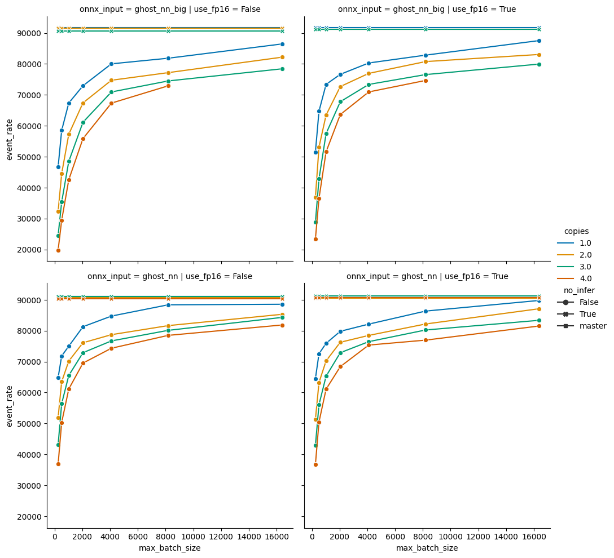 onnx_input = ghost_nn_big | use_fp16 = False
onnx_input = ghost_nn_big | use_fp16 = True
90000
80000
70000
60000
50000
40000
30000
20000
event_rate
copies
1.0
2.0
3.0
4.0
no_infer
False
True
master
onnx_input = ghost_nn | use_fp16 = False
onnx_input = ghost_nn | use_fp16 = True
90000
80000
70000
60000
50000
40000
30000
20000
event_rate
0 2000 4000 6000 8000 10000 12000 14000 16000
0 2000 4000 6000 8000 10000 12000 14000 16000
max_batch_size
max_batch_size